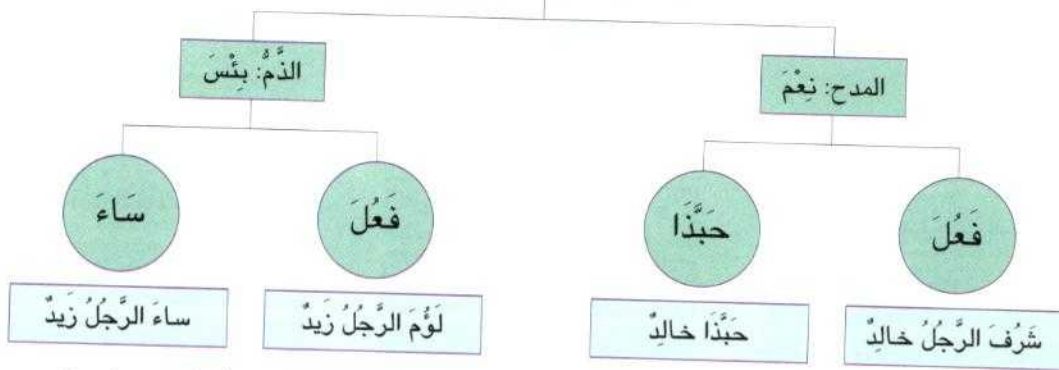 المدح: نِعْمَ
الذَّمُّ: بِئْسَ
فَعُلَ
حَبَّذَا
فَعُلَ
سَاءَ
شَرُفَ الرَّجُلُ خالِدٌ
حَبَّذَا خالِدٌ
لَؤُمَ الرَّجُلُ زَيدٌ
ساءَ الرَّجُلُ زَيدٌ